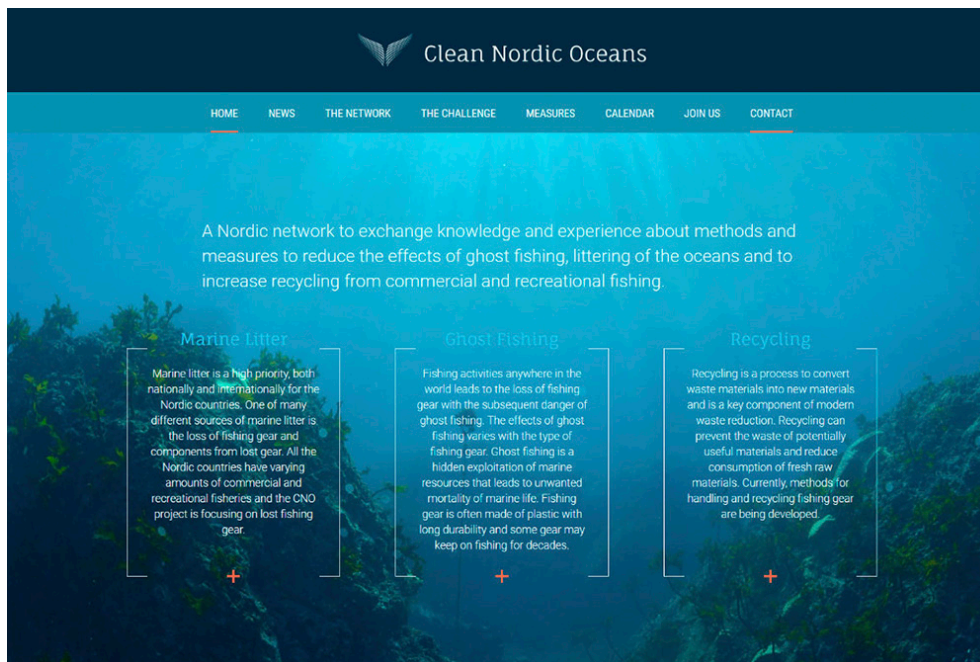 Clean Nordic Oceans
HOME NEWS THE NETWORK THE CHALLENGE MEASURES CALENDAR JOIN US CONTACT
A Nordic network to exchange knowledge and experience about methods and
measures to reduce the effects of ghost fishing, littering of the oceans and to
increase recycling from commercial and recreational fishing.
Marine Litter
Marine litter is a high priority, both
nationally and internationally for the
Nordic countries. One of many
different sources of marine litter is
the loss of fishing gear and
components from lost gear. All the
Nordic countries have varying
amounts of commercial and
recreational fisheries and the CNO
project is focusing on lost fishing
gear.
+
Ghost Fishing
Fishing activities anywhere in the
world leads to the loss of fishing
gear with the subsequent danger of
ghost fishing. The effects of ghost
fishing varies with the type of
fishing gear. Ghost fishing is a
hidden exploitation of marine
resources that leads to unwanted
mortality of marine life. Fishing
gear is often made of plastic with
long durability and some gear may
keep on fishing for decades.
+
Recycling
Recycling is a process to convert
waste materials into new materials
and is a key component of modern
waste reduction. Recycling can
prevent the waste of potentially
useful materials and reduce
consumption of fresh raw
materials. Currently, methods for
handling and recycling fishing gear
are being developed.
+